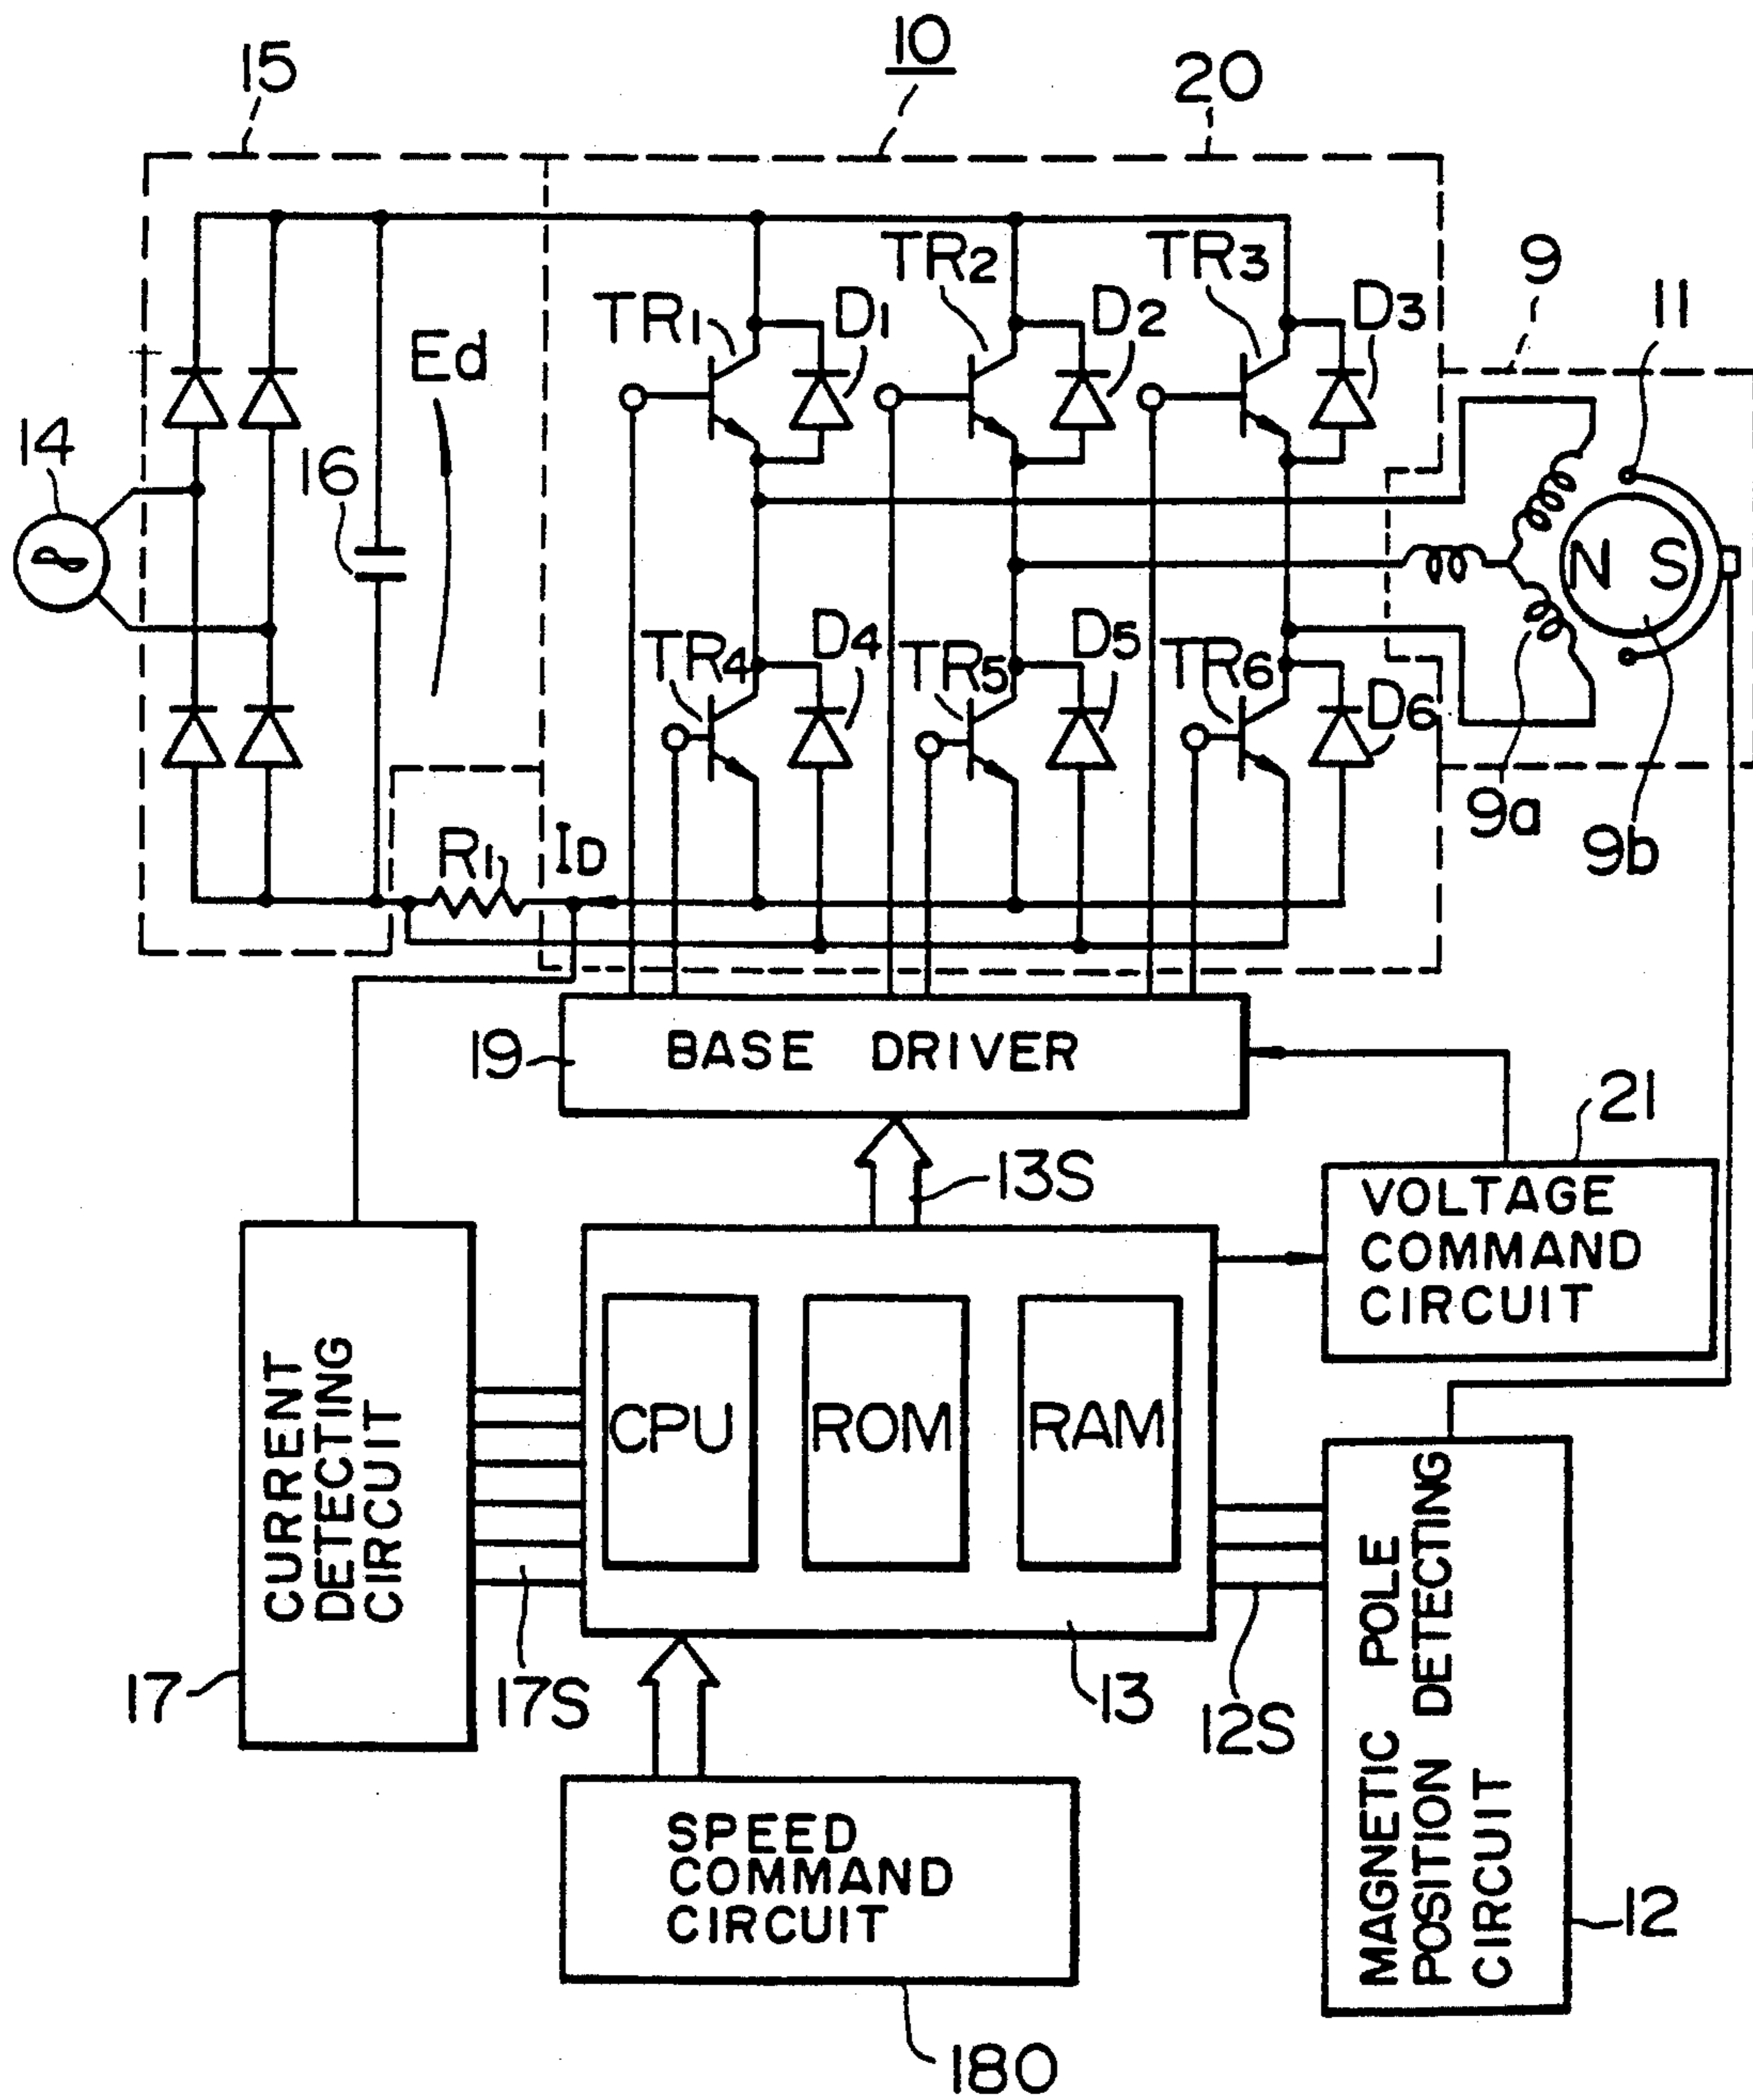 10
15
20
TR1
D1
TR2
D2
TR3
D3
9
11
Ed
14
16
N S
TR4
D4
TR5
D5
TR6
D6
9a
9b
R1
ID
19
BASE DRIVER
13S
21
VOLTAGE
COMMAND
CIRCUIT
CURRENT
DETECTING
CIRCUIT
CPU
ROM
RAM
17
17S
13
12S
MAGNETIC POLE
POSITION DETECTING
CIRCUIT
12
SPEED
COMMAND
CIRCUIT
180